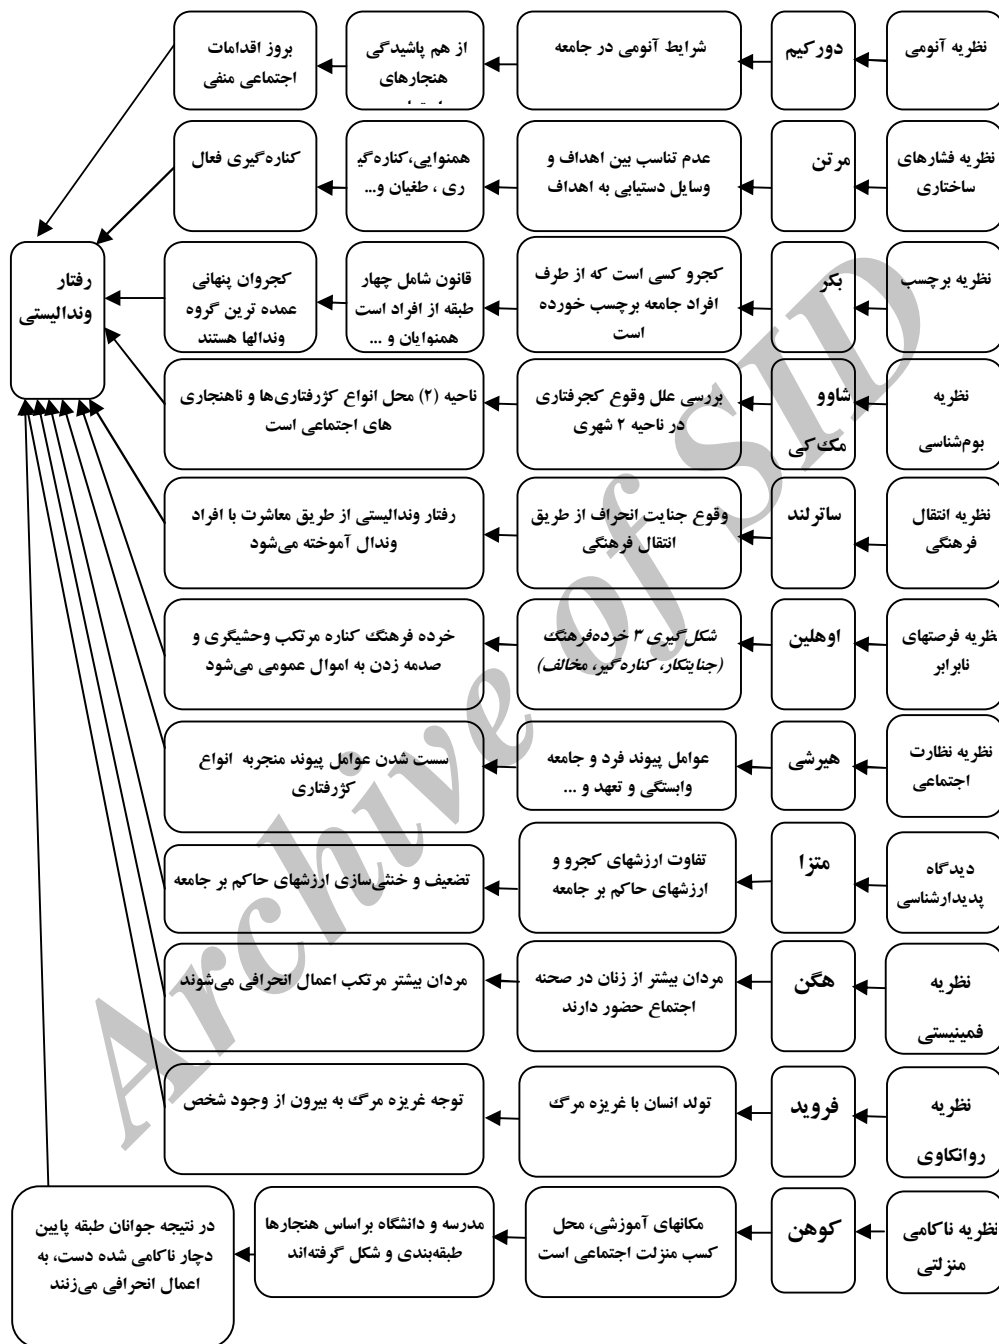 نظریه آنومی
دورکیم
شرایط آنومی در جامعه
از هم پاشیدگی
هنجارهای
بروز اقدامات
اجتماعی منفی
نظریه فشارهای
ساختاری
مرتن
عدم تناسب بین اهداف و
وسایل دستیابی به اهداف
همنوایی،کناره‌گی
ری ، طغیان و...
کناره‌گیری فعال
نظریه برچسب
بکر
کجرو کسی است که از طرف
افراد جامعه برچسب خورده
است
قانون شامل چهار
طبقه از افراد است
همنوایان و ...
کجروان پنهانی
عمده ترین گروه
وندالها هستند
رفتار
وندالیستی
نظریه
بوم‌شناسی
شاوو
مک‌کی
بررسی علل وقوع کجرفتاری
در ناحیه ۲ شهری
ناحیه (۲) محل انواع کژرفتاری‌ها و ناهنجاری
های اجتماعی است
نظریه انتقال
فرهنگی
ساترلند
وقوع جنایت انحراف از طریق
انتقال فرهنگی
رفتار وندالیستی از طریق معاشرت با افراد
وندال آموخته می‌شود
نظریه فرصتهای
نابرابر
اوهلین
شکل‌گیری ۳ خرده‌فرهنگ
(جنایتکار، کناره‌گیر، مخالف)
خرده فرهنگ کناره مرتکب وحشیگری و
صدمه زدن به اموال عمومی می‌شود
نظریه نظارت
اجتماعی
هیرشی
عوامل پیوند فرد و جامعه
وابستگی و تعهد و ...
سست شدن عوامل پیوند منجربه انواع
کژرفتاری
دیدگاه
پدیدارشناسی
متزا
تفاوت ارزشهای کجرو و
ارزشهای حاکم بر جامعه
تضعیف و خنثی‌سازی ارزشهای حاکم بر جامعه
نظریه
فمینیستی
هگن
مردان بیشتر از زنان در صحنه
اجتماع حضور دارند
مردان بیشتر مرتکب اعمال انحرافی می‌شوند
نظریه
روانکاوی
فروید
تولد انسان با غریزه مرگ
توجه غریزه مرگ به بیرون از وجود شخص
نظریه ناکامی
منزلتی
کوهن
مکانهای آموزشی، محل
کسب منزلت اجتماعی است
مدرسه و دانشگاه براساس هنجارها
طبقه‌بندی و شکل گرفته‌اند
در نتیجه جوانان طبقه پایین
دچار ناکامی شده دست، به
اعمال انحرافی می‌زنند
Archive of SID